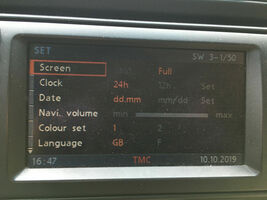 SET
SW 3-1/50
Screen Full
Clock 24h 12h Set
Date dd.mm mm/dd Set
Navi. volume min max
Colour set 1 2
Language GB F
16:47 TMC 10.10.2019